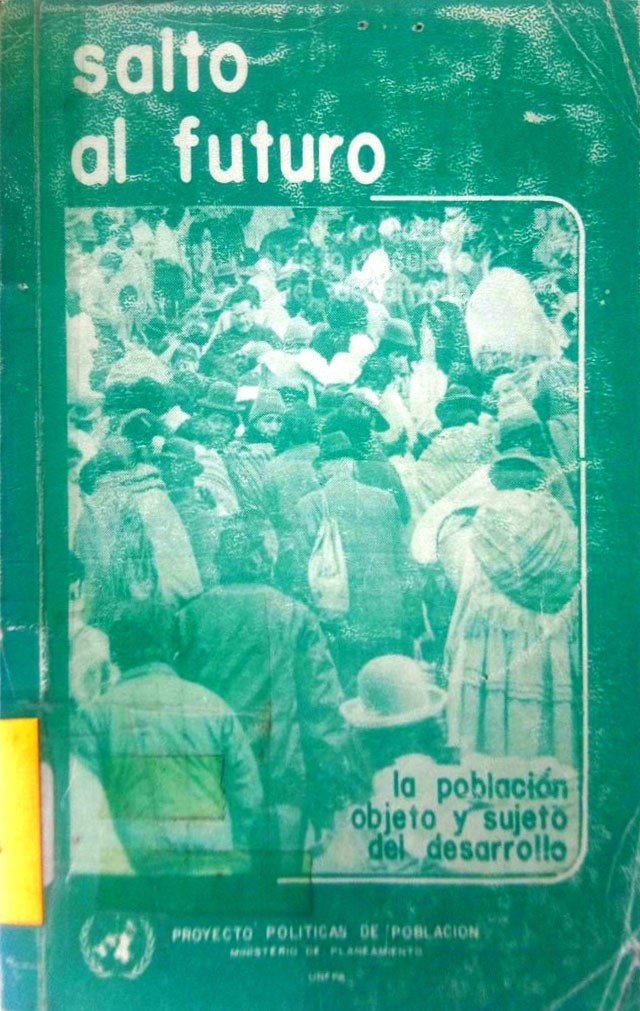 salto
al futuro
la población
objeto y sujeto
del desarrollo
PROYECTO POLITICAS DE POBLACION
MINISTERIO DE PLANEAMIENTO
UNFPA